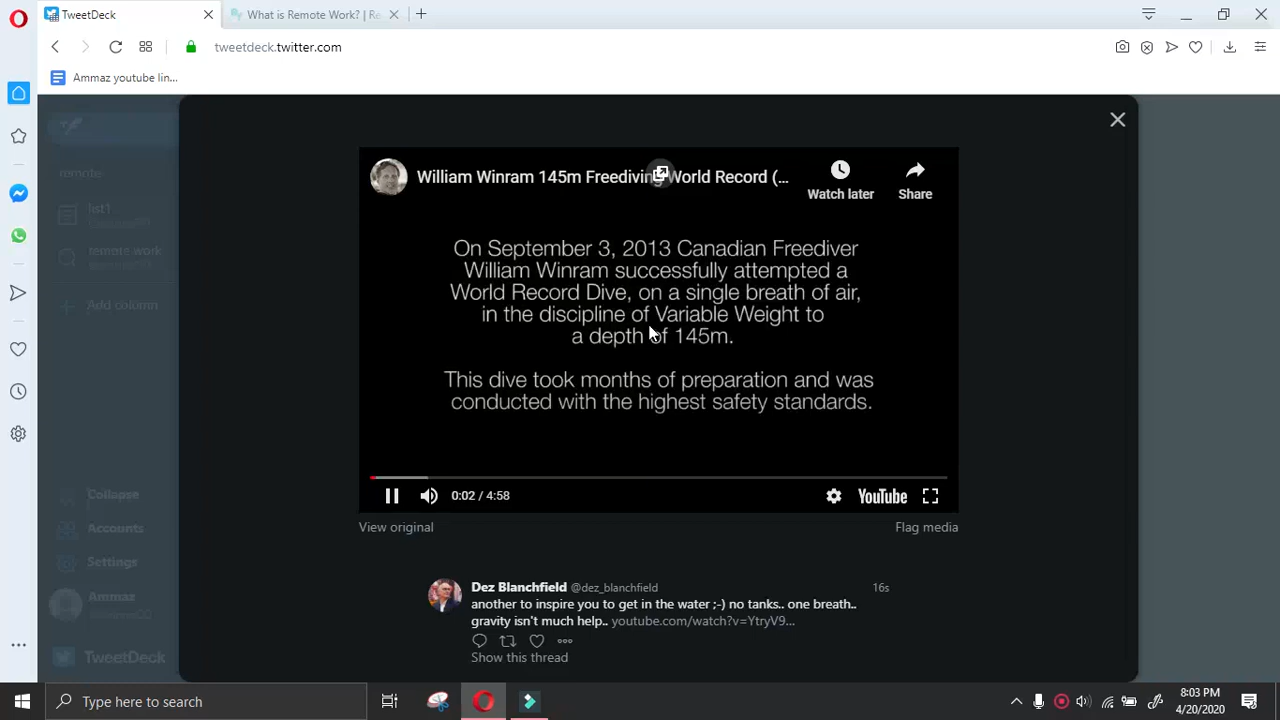 TweetDeck
What is Remote Work? | Re
tweetdeck.twitter.com
Ammaz youtube lin...
remote
list1
remote work
Add column
William Winram 145m Freediving World Record (...
Watch later
Share
On September 3, 2013 Canadian Freediver
William Winram successfully attempted a
World Record Dive, on a single breath of air,
in the discipline of Variable Weight to
a depth of 145m.
This dive took months of preparation and was
conducted with the highest safety standards.
0:02 / 4:58
YouTube
View original
Flag media
Dez Blanchfield @dez_blanchfield
16s
another to inspire you to get in the water ;-) no tanks.. one breath..
gravity isn't much help.. youtube.com/watch?v=YtryV9...
Show this thread
Collapse
Accounts
Settings
Ammaz
TweetDeck
Type here to search
8:03 PM
4/20/2020